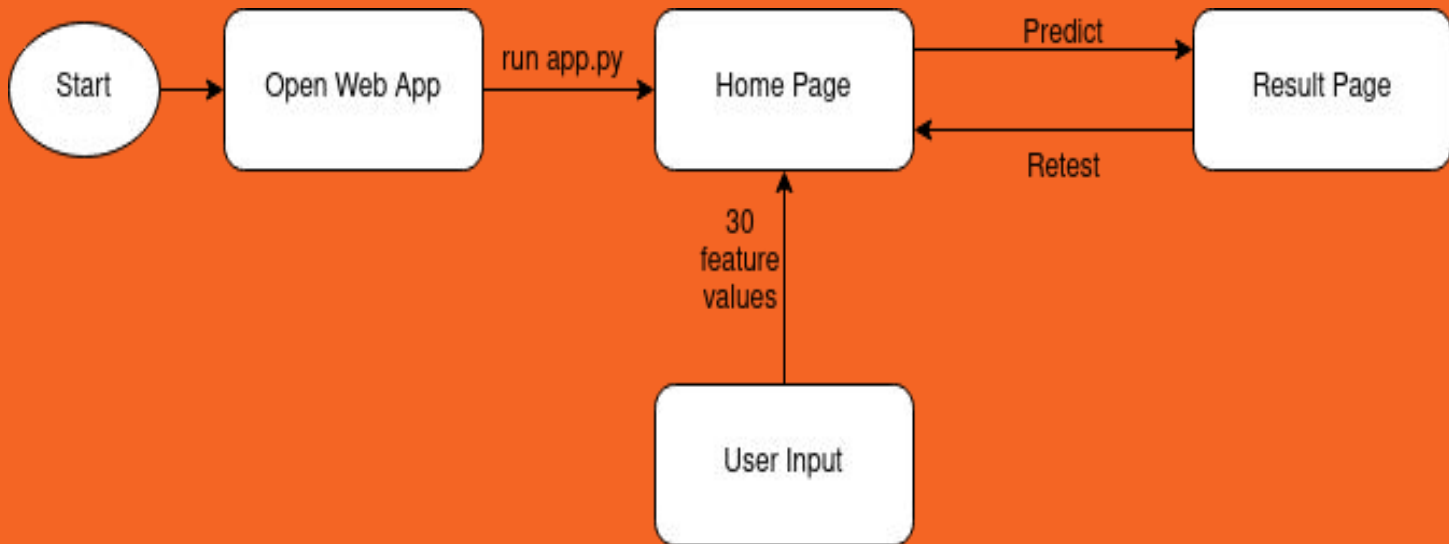 Start
Open Web App
run app.py
Home Page
Predict
Result Page
Retest
30
feature
values
User Input